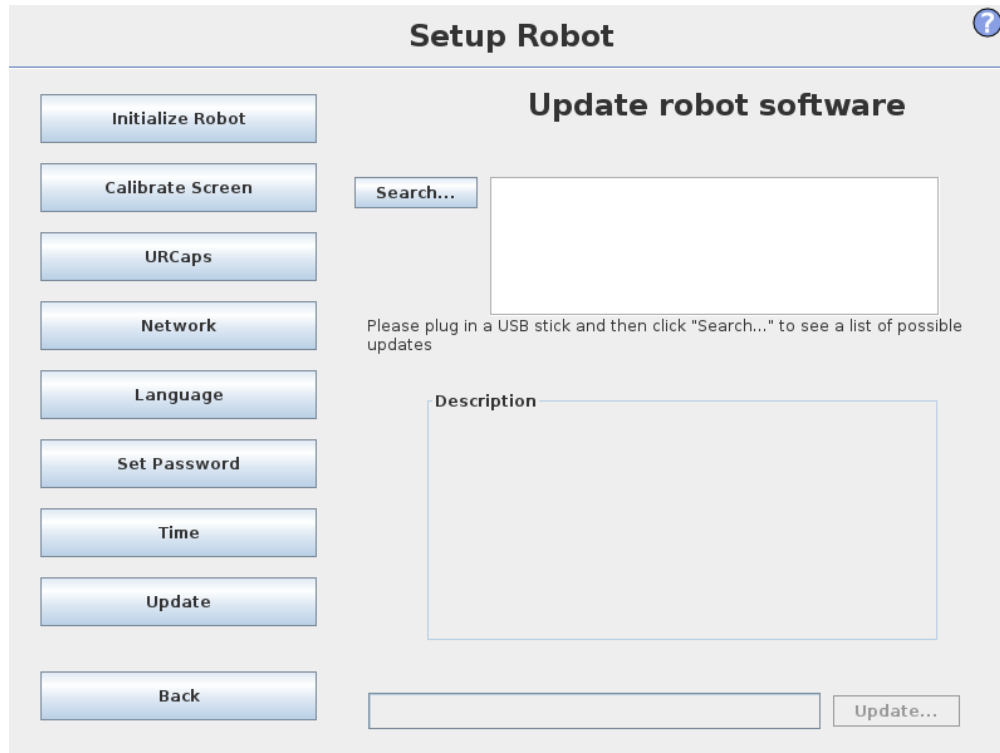 Setup Robot
?
Initialize Robot
Calibrate Screen
URCaps
Network
Language
Set Password
Time
Update
Back
Update robot software
Search...
Please plug in a USB stick and then click "Search..." to see a list of possible
updates
Description
Update...